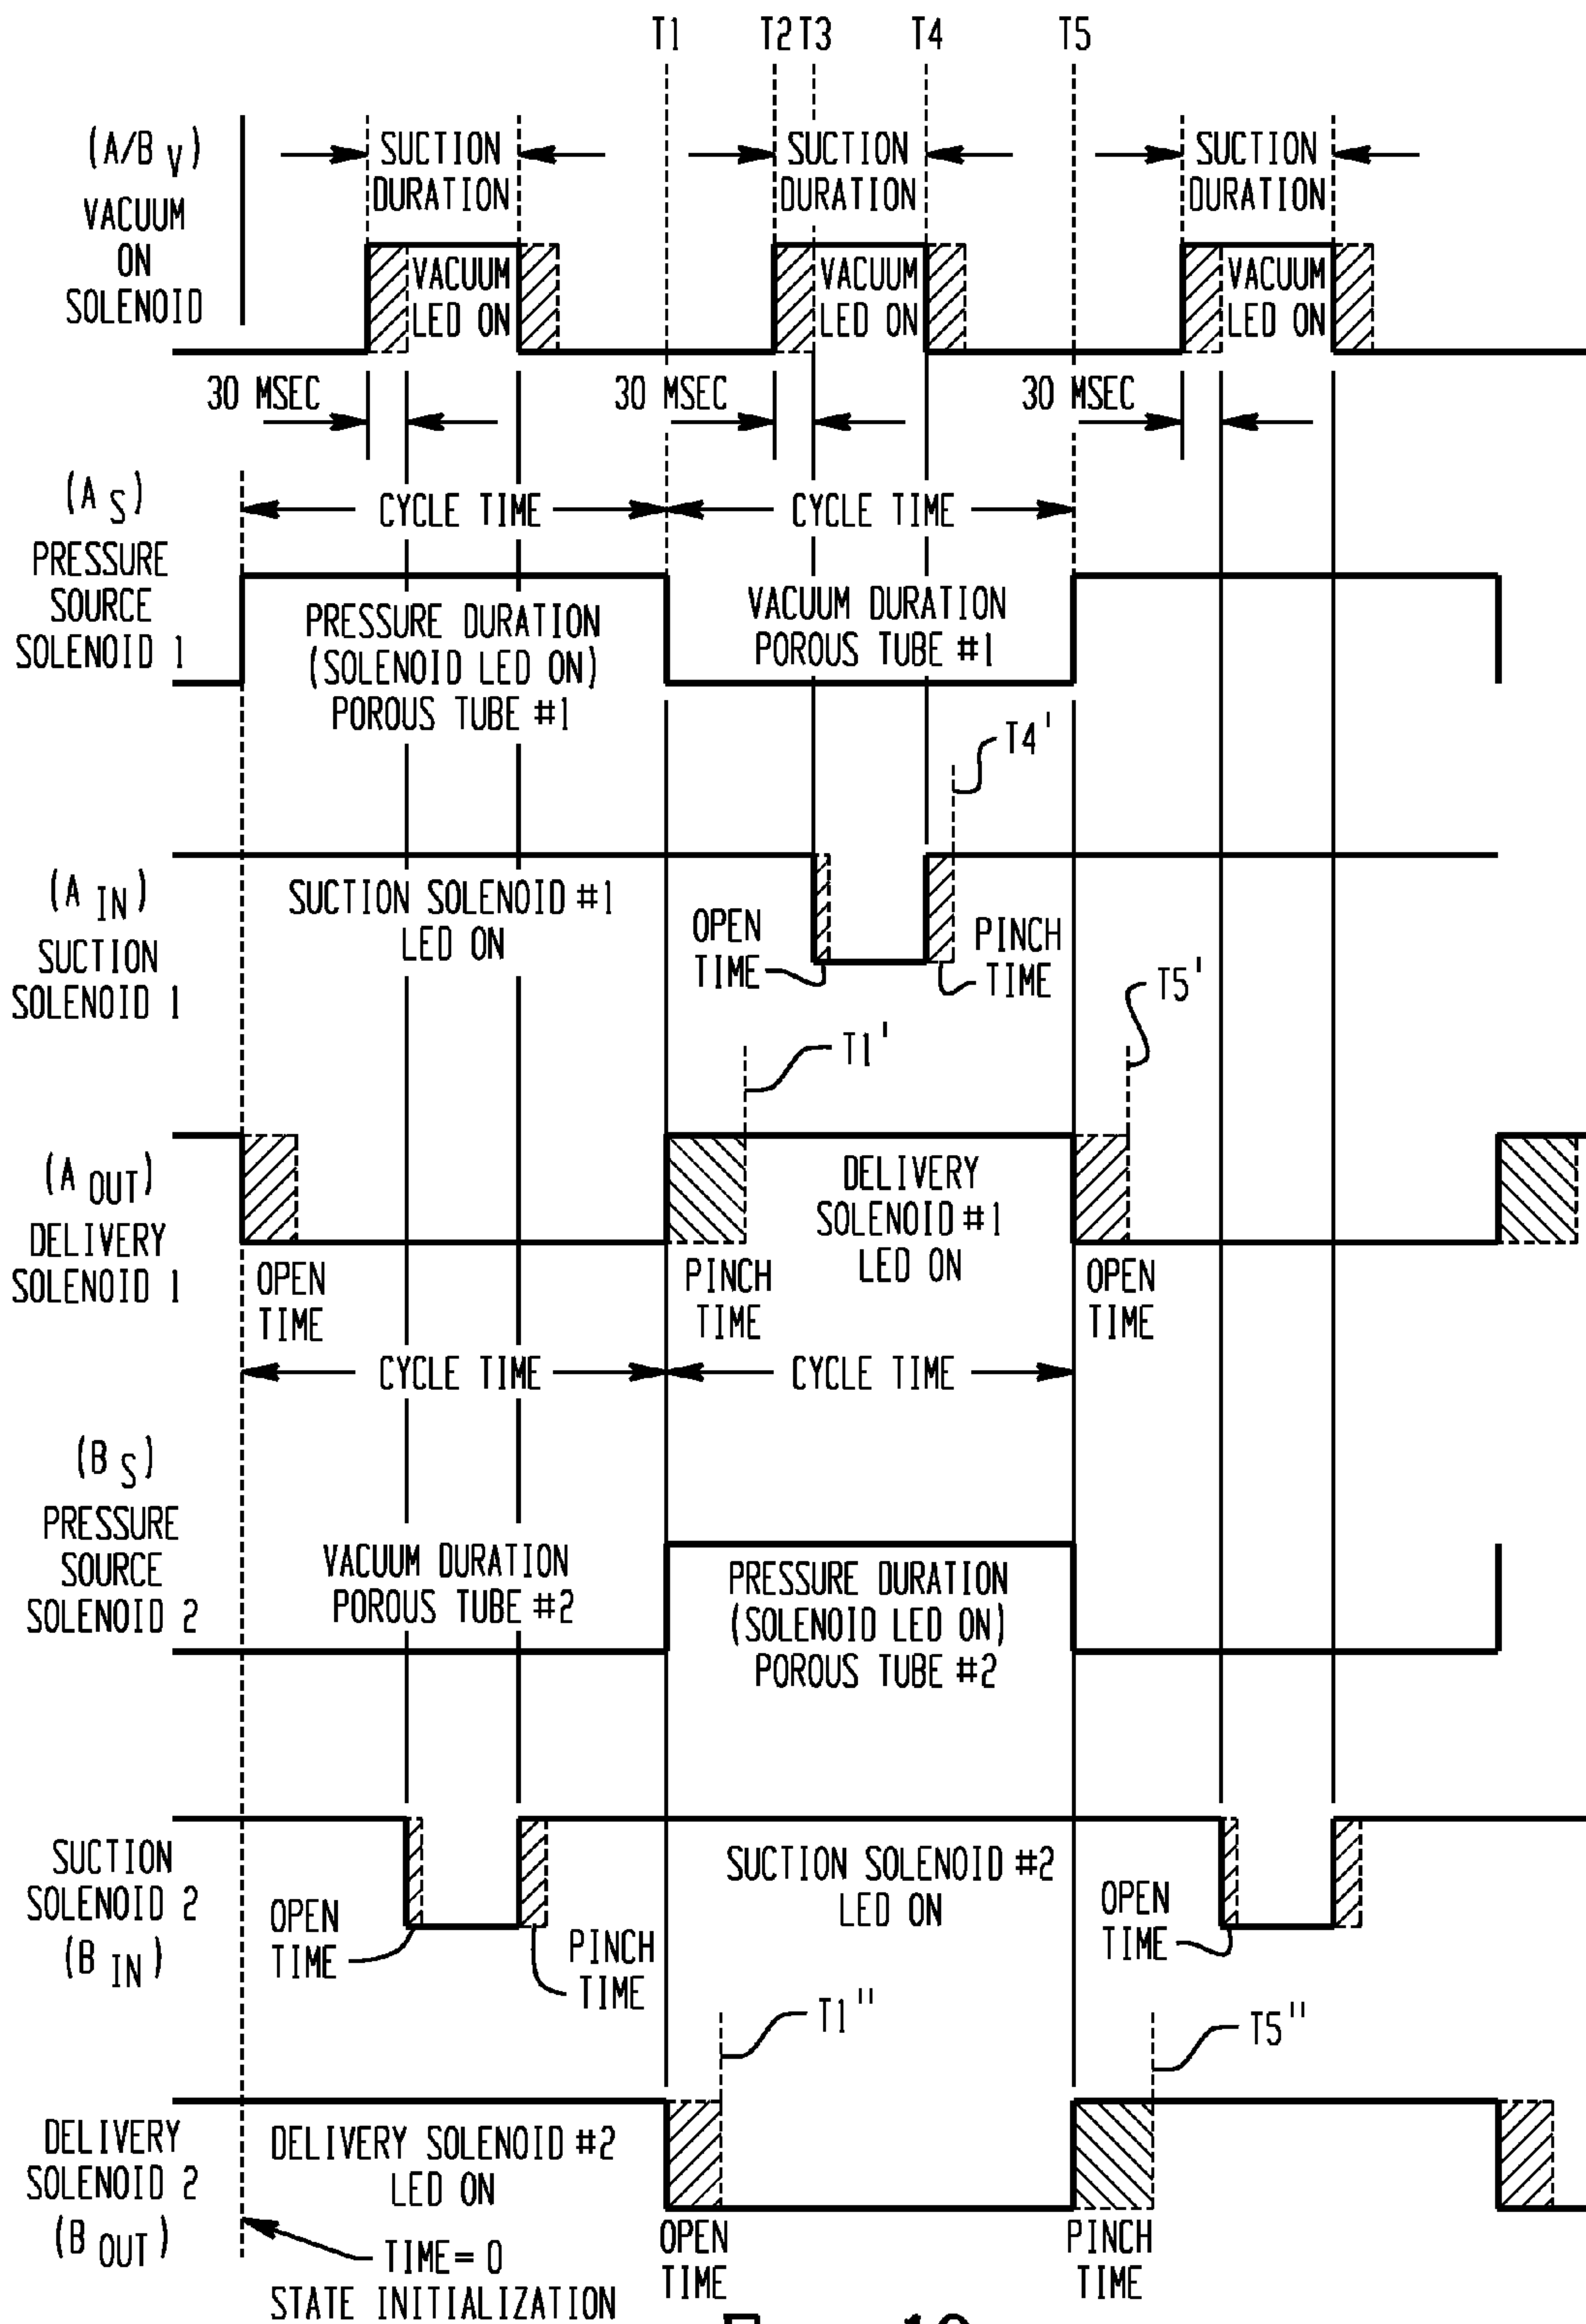 T1 T2 T3 T4 T5
(A/B V)
VACUUM
ON
SOLENOID
SUCTION
DURATION
SUCTION
DURATION
SUCTION
DURATION
VACUUM
LED ON
VACUUM
LED ON
VACUUM
LED ON
30 MSEC
30 MSEC
30 MSEC
(A S)
PRESSURE
SOURCE
SOLENOID 1
CYCLE TIME
CYCLE TIME
PRESSURE DURATION
(SOLENOID LED ON)
POROUS TUBE #1
VACUUM DURATION
POROUS TUBE #1
T4'
(A IN)
SUCTION
SOLENOID 1
SUCTION SOLENOID #1
LED ON
OPEN
TIME
PINCH
TIME
T1'
T5'
(A OUT)
DELIVERY
SOLENOID 1
OPEN
TIME
PINCH
TIME
DELIVERY
SOLENOID #1
LED ON
OPEN
TIME
CYCLE TIME
CYCLE TIME
(B S)
PRESSURE
SOURCE
SOLENOID 2
VACUUM DURATION
POROUS TUBE #2
PRESSURE DURATION
(SOLENOID LED ON)
POROUS TUBE #2
SUCTION
SOLENOID 2
(B IN)
OPEN
TIME
PINCH
TIME
SUCTION SOLENOID #2
LED ON
OPEN
TIME
T1"
T5"
DELIVERY
SOLENOID 2
(B OUT)
DELIVERY SOLENOID #2
LED ON
OPEN
TIME
PINCH
TIME
TIME=0
STATE INITIALIZATION